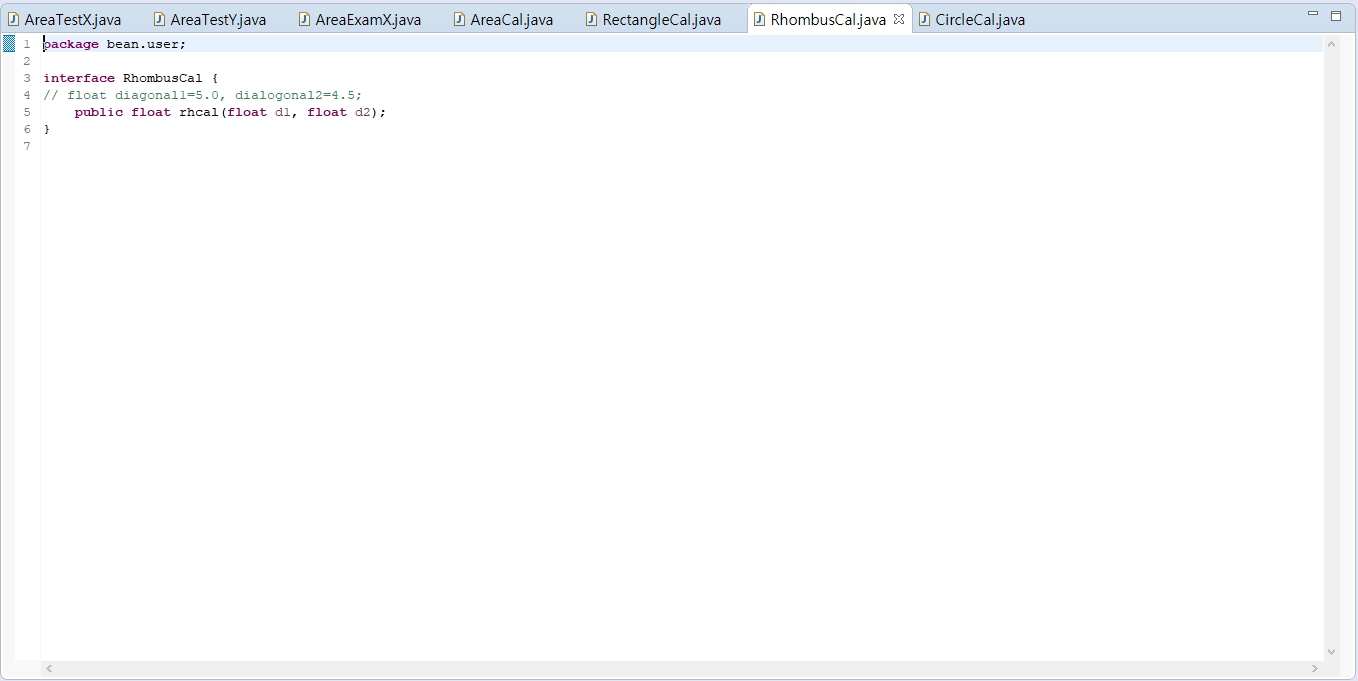 AreaTestX.java AreaTestY.java AreaExamX.java AreaCal.java RectangleCal.java RhombusCal.java CircleCal.java
1 package bean.user;
2
3 interface RhombusCal {
4 // float diagonal1=5.0, dialogonal2=4.5;
5 public float rhcal(float d1, float d2);
6 }
7